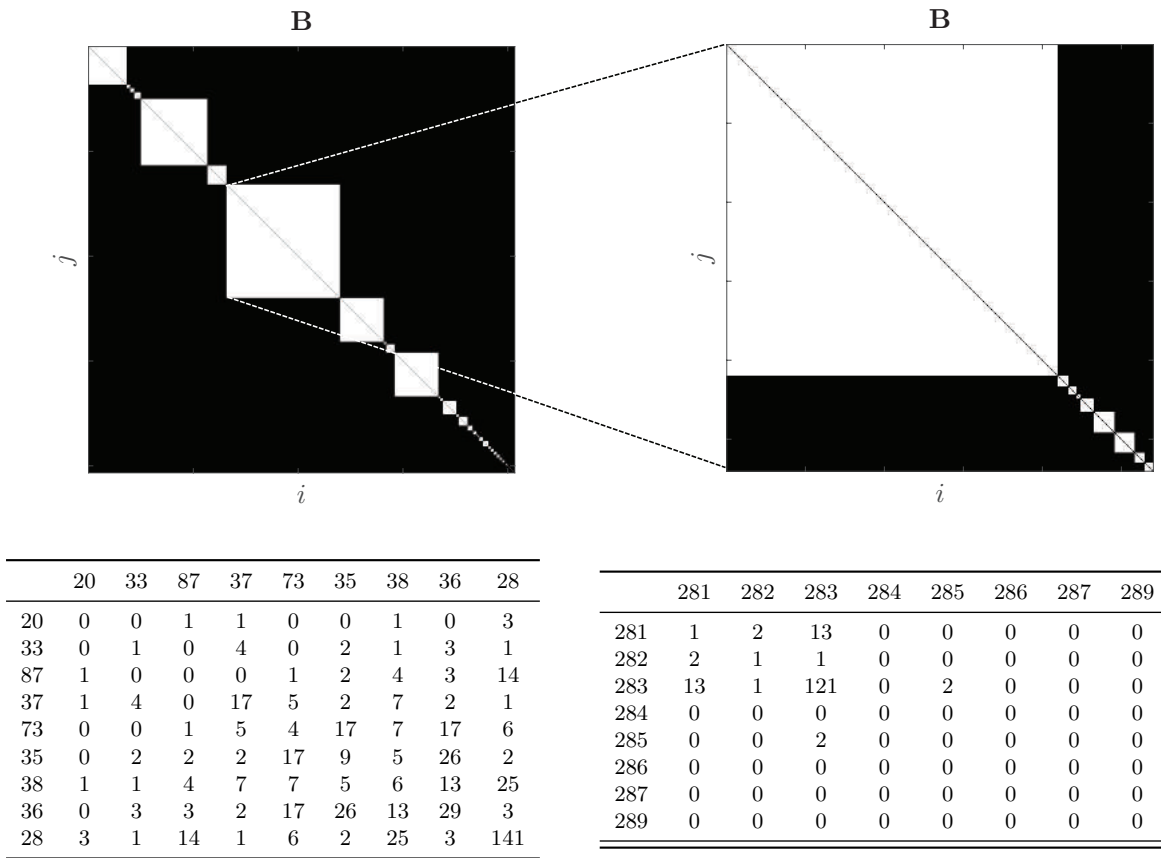 B
B
j
j
i
i
20 33 87 37 73 35 38 36 28
20 0 0 1 1 0 0 1 0 3
33 0 1 0 4 0 2 1 3 1
87 1 0 0 0 1 2 4 3 14
37 1 4 0 17 5 2 7 2 1
73 0 0 1 5 4 17 7 17 6
35 0 2 2 2 17 9 5 26 2
38 1 1 4 7 7 5 6 13 25
36 0 3 3 2 17 26 13 29 3
28 3 1 14 1 6 2 25 3 141
281 282 283 284 285 286 287 289
281 1 2 13 0 0 0 0 0
282 2 1 1 0 0 0 0 0
283 13 1 121 0 2 0 0 0
284 0 0 0 0 0 0 0 0
285 0 0 2 0 0 0 0 0
286 0 0 0 0 0 0 0 0
287 0 0 0 0 0 0 0 0
289 0 0 0 0 0 0 0 0